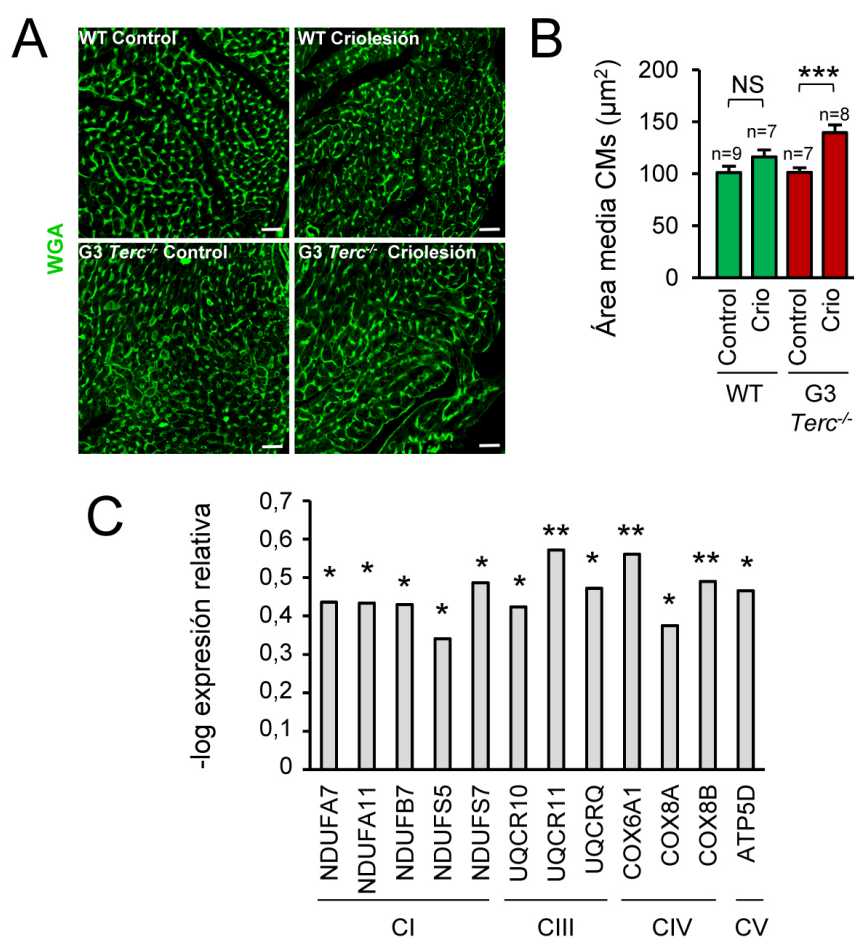 A
WT Control
WT Criolesión
G3 Terc-/- Control
G3 Terc-/- Criolesión
WGA
B
Área media CMs (µm2)
200
150
100
50
0
NS
***
n=9
n=7
n=7
n=8
Control
Crio
Control
Crio
WT
G3
Terc-/-
C
-log expresión relativa
0,7
0,6
0,5
0,4
0,3
0,2
0,1
0
*
*
*
*
*
*
**
*
**
*
**
*
NDUFA7
NDUFA11
NDUFB7
NDUFS5
NDUFS7
UQCR10
UQCR11
UQCRQ
COX6A1
COX8A
COX8B
ATP5D
CI
CIII
CIV
CV